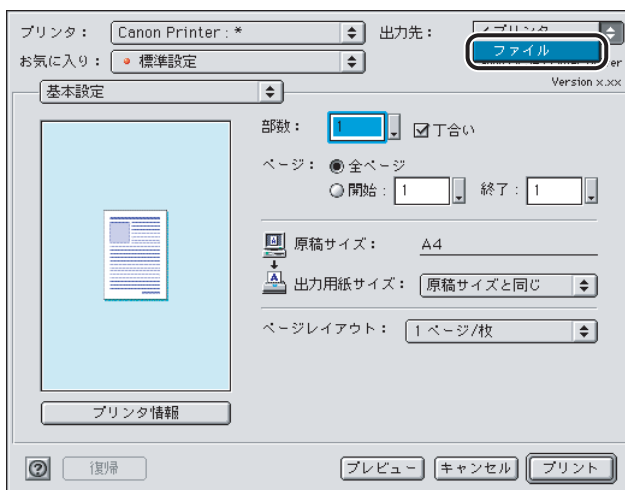 プリンタ： Canon Printer : * 出力先： プリンタ
ファイル
お気に入り： 標準設定
Version x.xx
基本設定
部数： 1 丁合い
ページ： 全ページ
開始： 1 終了： 1
原稿サイズ： A4
出力用紙サイズ： 原稿サイズと同じ
ページレイアウト： 1 ページ/枚
プリンタ情報
? 復帰 プレビュー キャンセル プリント